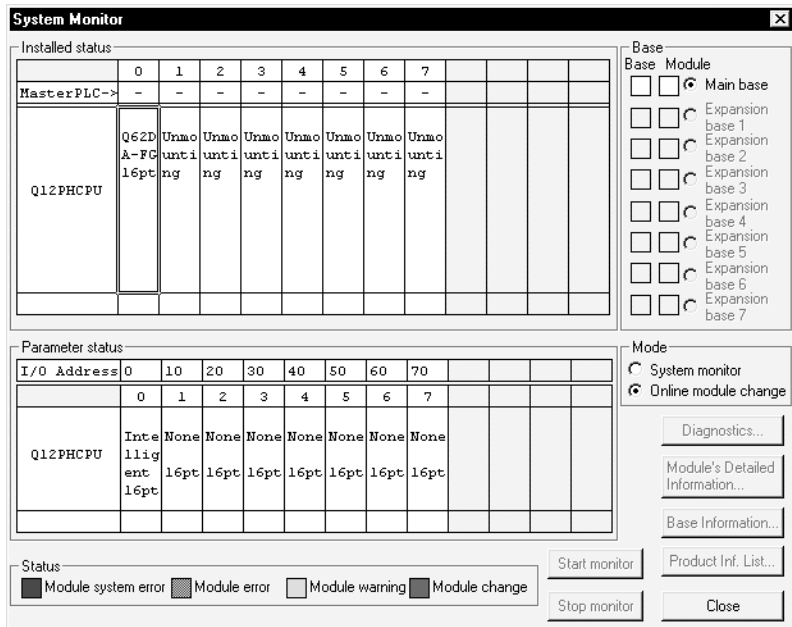 System Monitor
Installed status
0 1 2 3 4 5 6 7
MasterPLC-> - - - - - - - -
Q12PHCPU
Q62D Unmo Unmo Unmo Unmo Unmo Unmo Unmo
A-FG unti unti unti unti unti unti unti
16pt ng ng ng ng ng ng ng
Base
Base Module
Main base
Expansion
base 1
Expansion
base 2
Expansion
base 3
Expansion
base 4
Expansion
base 5
Expansion
base 6
Expansion
base 7
Parameter status
I/O Address 0 10 20 30 40 50 60 70
0 1 2 3 4 5 6 7
Q12PHCPU
Inte None None None None None None None
llig
ent 16pt 16pt 16pt 16pt 16pt 16pt 16pt
16pt
Mode
System monitor
Online module change
Diagnostics...
Module's Detailed
Information...
Base Information...
Product Inf. List...
Close
Status
Module system error Module error Module warning Module change
Start monitor
Stop monitor